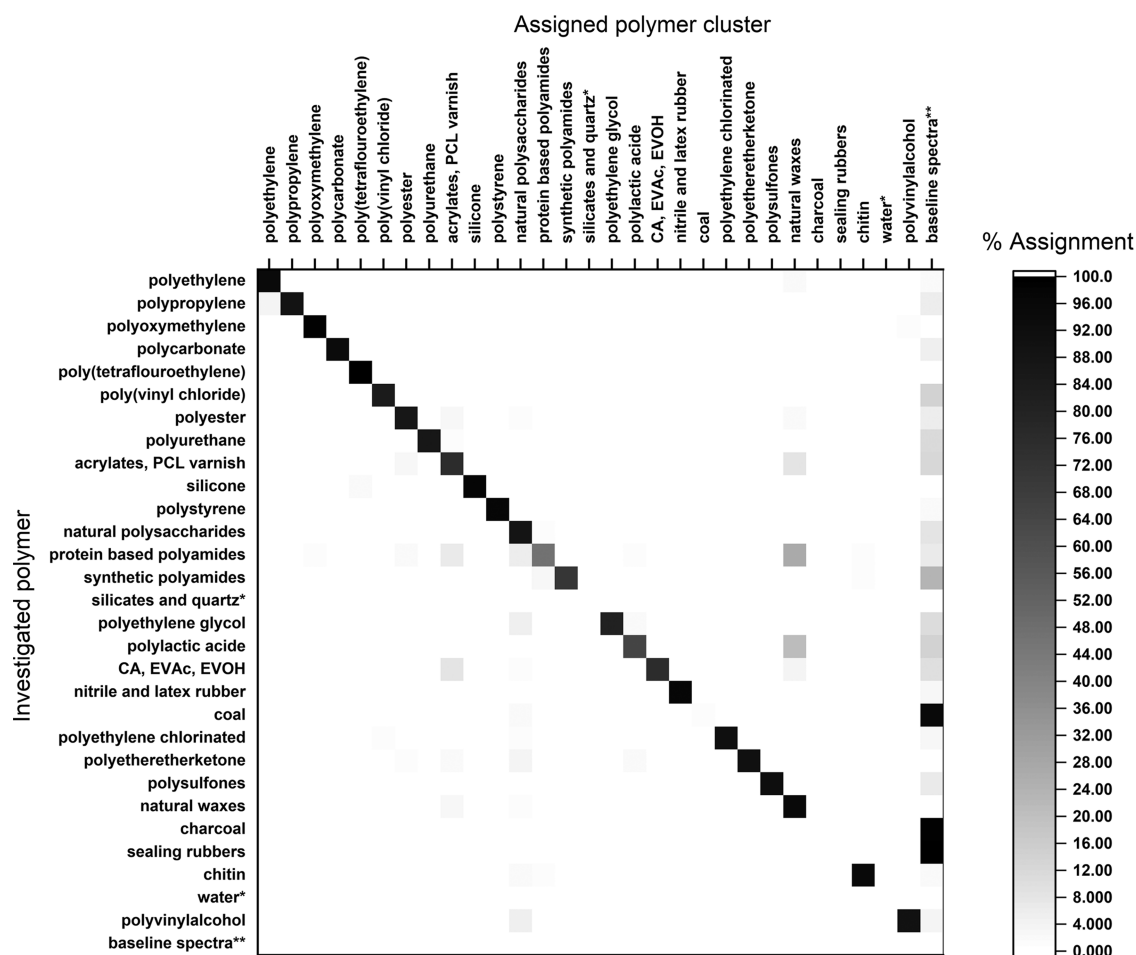 Assigned polymer cluster
polyethylene
polypropylene
polyoxymethylene
polycarbonate
poly(tetraflouroethylene)
poly(vinyl chloride)
polyester
polyurethane
acrylates, PCL varnish
silicone
polystyrene
natural polysaccharides
protein based polyamides
synthetic polyamides
silicates and quartz*
polyethylene glycol
polylactic acide
CA, EVAc, EVOH
nitrile and latex rubber
coal
polyethylene chlorinated
polyetheretherketone
polysulfones
natural waxes
charcoal
sealing rubbers
chitin
water*
polyvinylalcohol
baseline spectra**
Investigated polymer
polyethylene
polypropylene
polyoxymethylene
polycarbonate
poly(tetraflouroethylene)
poly(vinyl chloride)
polyester
polyurethane
acrylates, PCL varnish
silicone
polystyrene
natural polysaccharides
protein based polyamides
synthetic polyamides
silicates and quartz*
polyethylene glycol
polylactic acide
CA, EVAc, EVOH
nitrile and latex rubber
coal
polyethylene chlorinated
polyetheretherketone
polysulfones
natural waxes
charcoal
sealing rubbers
chitin
water*
polyvinylalcohol
baseline spectra**
% Assignment
100.0
96.00
92.00
88.00
84.00
80.00
76.00
72.00
68.00
64.00
60.00
56.00
52.00
48.00
44.00
40.00
36.00
32.00
28.00
24.00
20.00
16.00
12.00
8.000
4.000
0.000